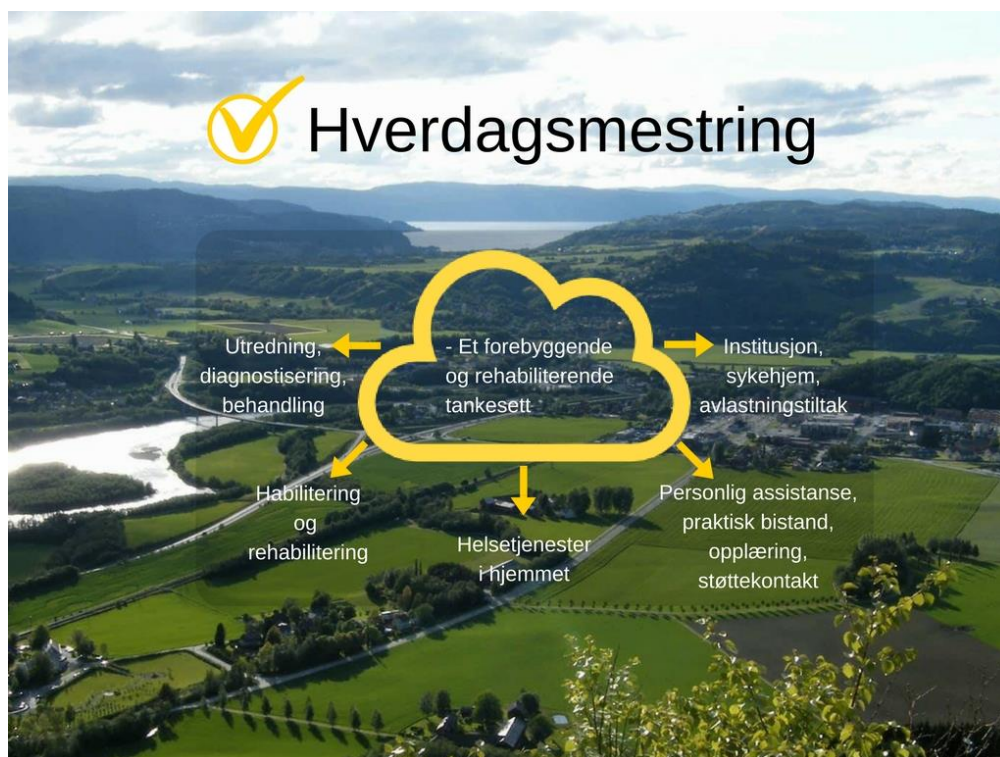 Hverdagsmestring
- Et forebyggende
og rehabiliterende
tankesett
Utredning,
diagnostisering,
behandling
Institusjon,
sykehjem,
avlastningstiltak
Habilitering
og
rehabilitering
Helsetjenester
i hjemmet
Personlig assistanse,
praktisk bistand,
opplæring,
støttekontakt